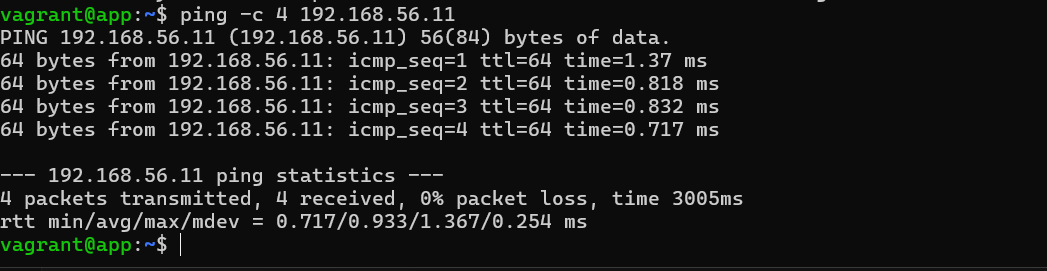 vagrant@app:~$ ping -c 4 192.168.56.11
PING 192.168.56.11 (192.168.56.11) 56(84) bytes of data.
64 bytes from 192.168.56.11: icmp_seq=1 ttl=64 time=1.37 ms
64 bytes from 192.168.56.11: icmp_seq=2 ttl=64 time=0.818 ms
64 bytes from 192.168.56.11: icmp_seq=3 ttl=64 time=0.832 ms
64 bytes from 192.168.56.11: icmp_seq=4 ttl=64 time=0.717 ms

--- 192.168.56.11 ping statistics ---
4 packets transmitted, 4 received, 0% packet loss, time 3005ms
rtt min/avg/max/mdev = 0.717/0.933/1.367/0.254 ms
vagrant@app:~$